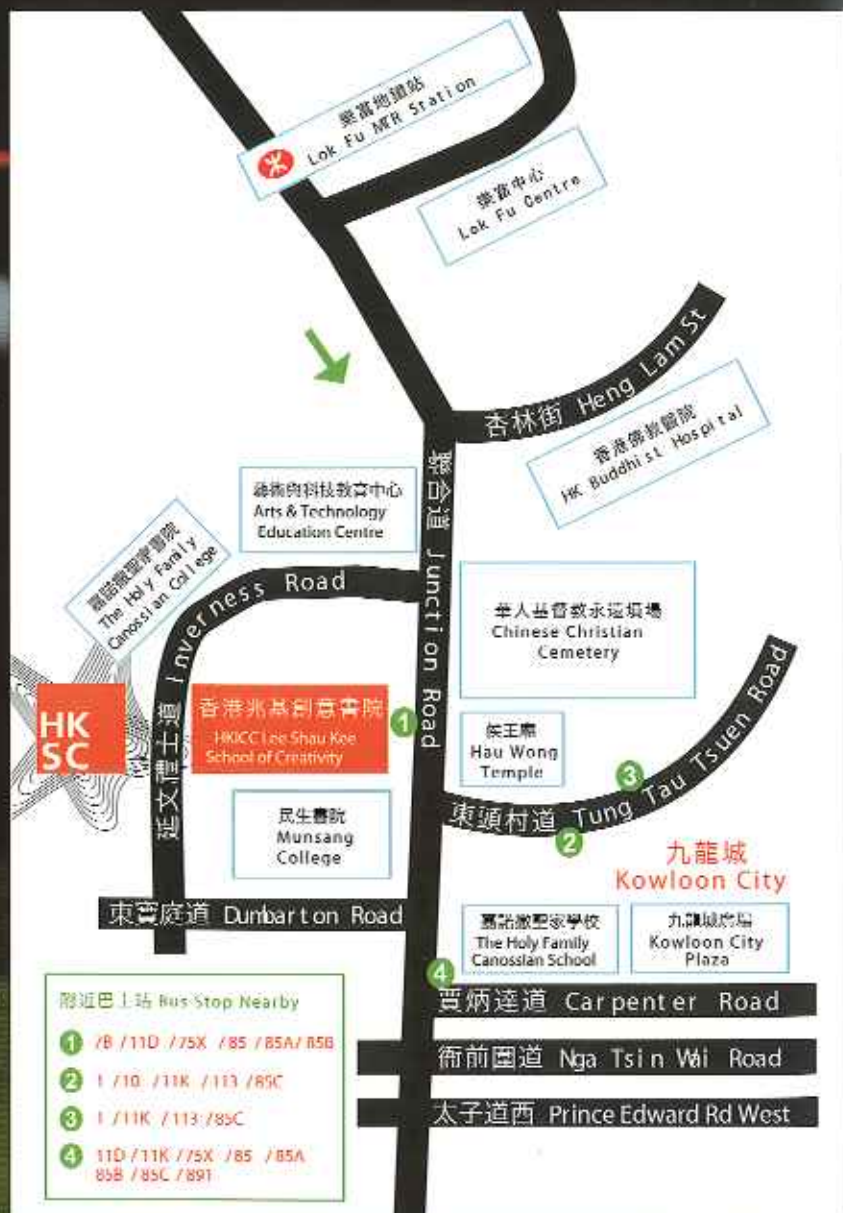 樂富地鐵站
Lok Fu MTR Station
樂富中心
Lok Fu Centre
杏林街 Heng Lam St
香港佛教醫院
HK Buddhist Hospital
聯合道 Junction Road
藝術與科技教育中心
Arts & Technology
Education Centre
嘉諾撒聖家書院
The Holy Family
Canossian College
延文禮士道 Inverness Road
華人基督教永遠墳場
Chinese Christian
Cemetery
HK
SC
香港兆基創意書院
HKICC Lee Shau Kee
School of Creativity
1
侯王廟
Hau Wong
Temple
3
東頭村道 Tung Tau Tsuen Road
2
民生書院
Munsang
College
九龍城
Kowloon City
東寶庭道 Dumbarton Road
嘉諾撒聖家學校
The Holy Family
Canossian School
九龍城廣場
Kowloon City
Plaza
4
賈炳達道 Carpenter Road
衙前圍道 Nga Tsin Wai Road
太子道西 Prince Edward Rd West
附近巴士站 Bus Stop Nearby
1 7B / 11D / 75X / 85 / 85A / 85B
2 1 / 10 / 11K / 113 / 85C
3 1 / 11K / 113 / 85C
4 11D / 11K / 75X / 85 / 85A
85B / 85C / 891